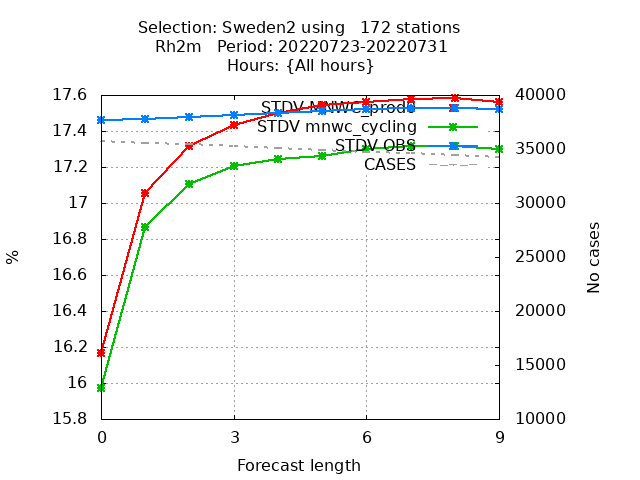 Selection: Sweden2 using   172 stations
Rh2m   Period: 20220723-20220731
Hours: {All hours}
17.6
17.4
17.2
17
16.8
16.6
16.4
16.2
16
15.8
%
STDV MNWC_prods
STDV mnwc_cycling
STDV OBS
CASES
40000
35000
30000
25000
20000
15000
10000
No cases
0 3 6 9
Forecast length